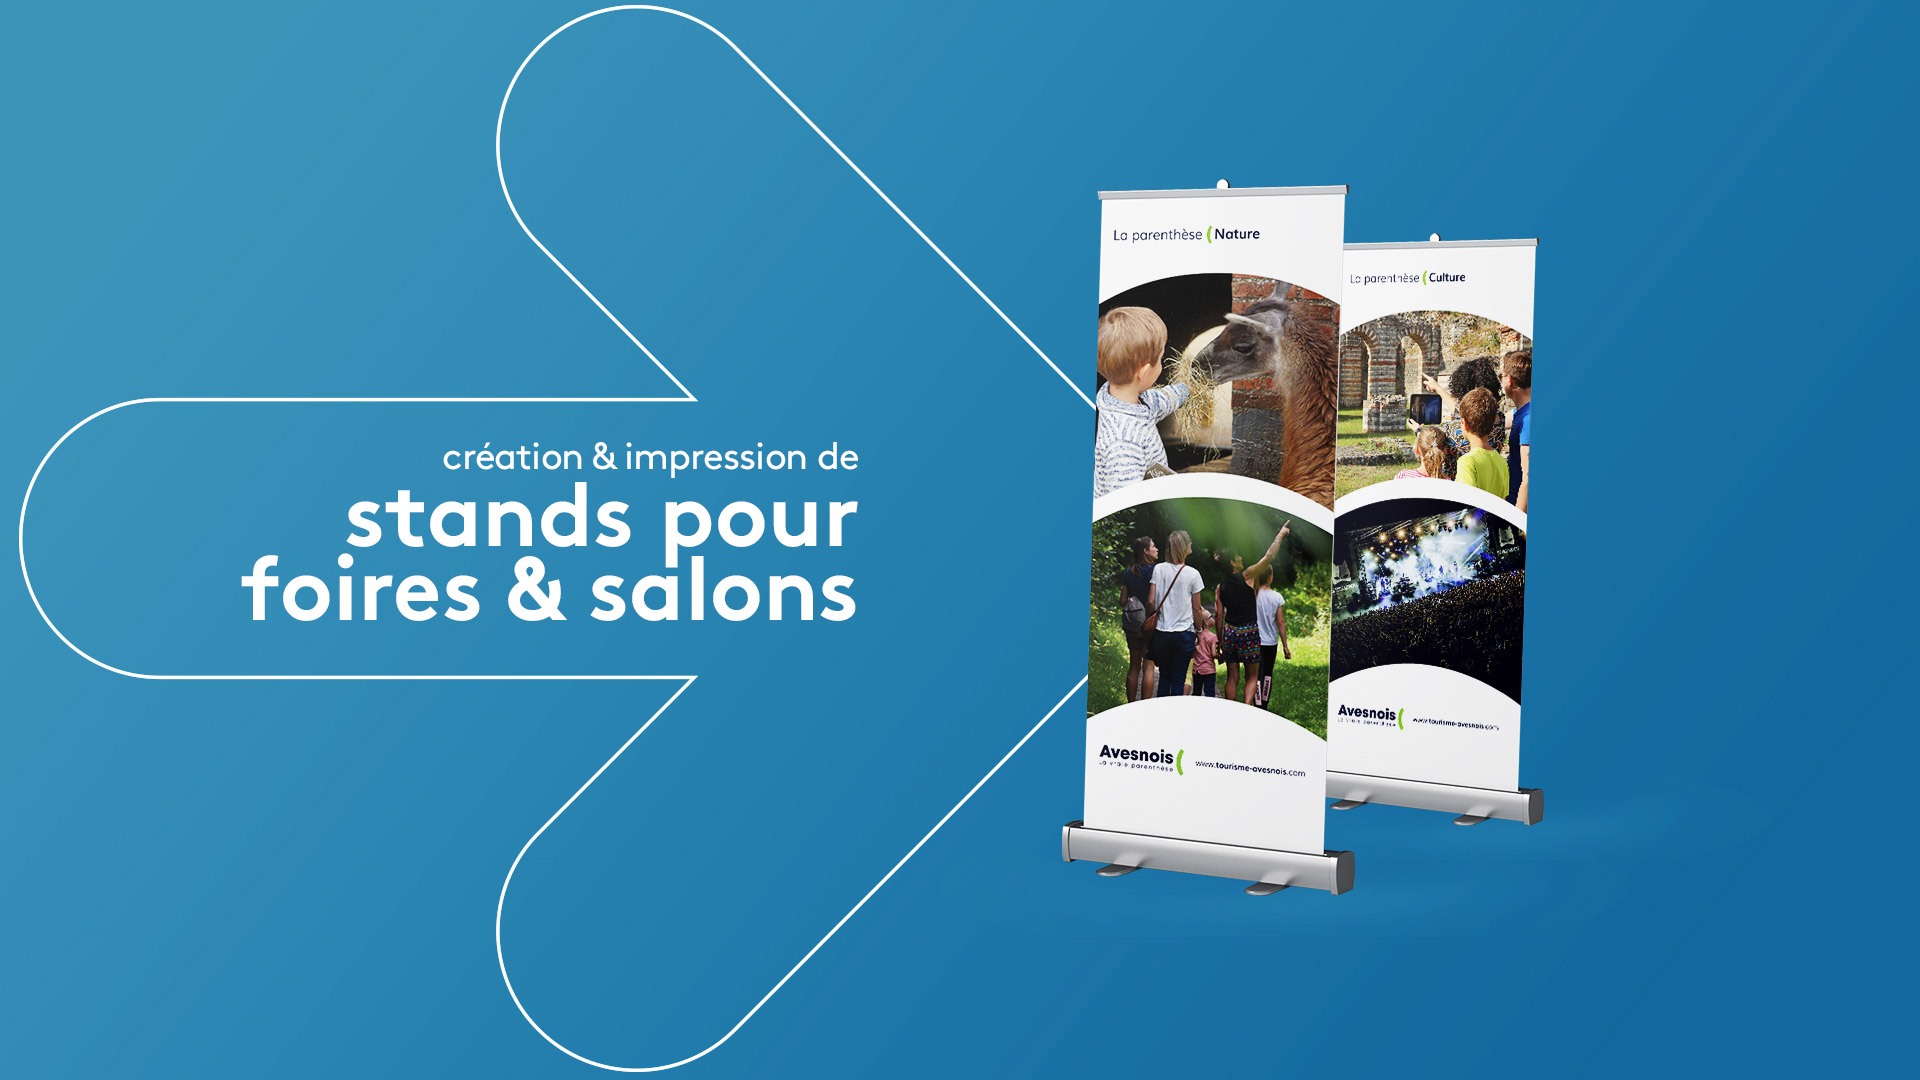 création & impression de
stands pour
foires & salons
La parenthèse ( Nature
Avesnois (
La vraie parenthèse
www.tourisme-avesnois.com
La parenthèse ( Culture
Avesnois (
La vraie parenthèse
www.tourisme-avesnois.com